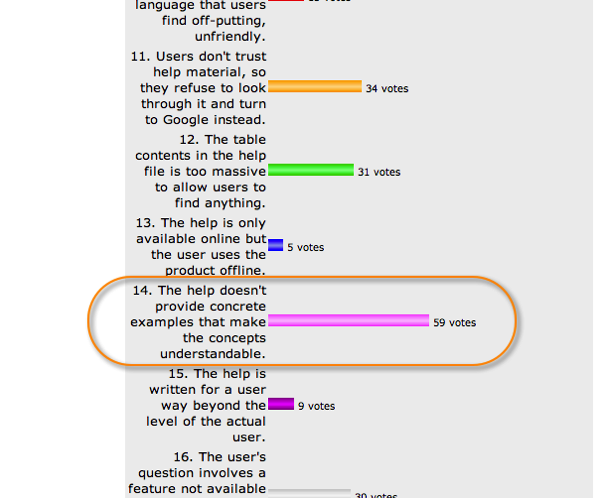 language that users
find off-putting,
unfriendly.
11. Users don't trust
help material, so
they refuse to look
through it and turn
to Google instead.
34 votes
12. The table
contents in the help
file is too massive
to allow users to
find anything.
31 votes
13. The help is only
available online but
the user uses the
product offline.
5 votes
14. The help doesn't
provide concrete
examples that make
the concepts
understandable.
59 votes
15. The help is
written for a user
way beyond the
level of the actual
user.
9 votes
16. The user's
question involves a
feature not available
30 votes